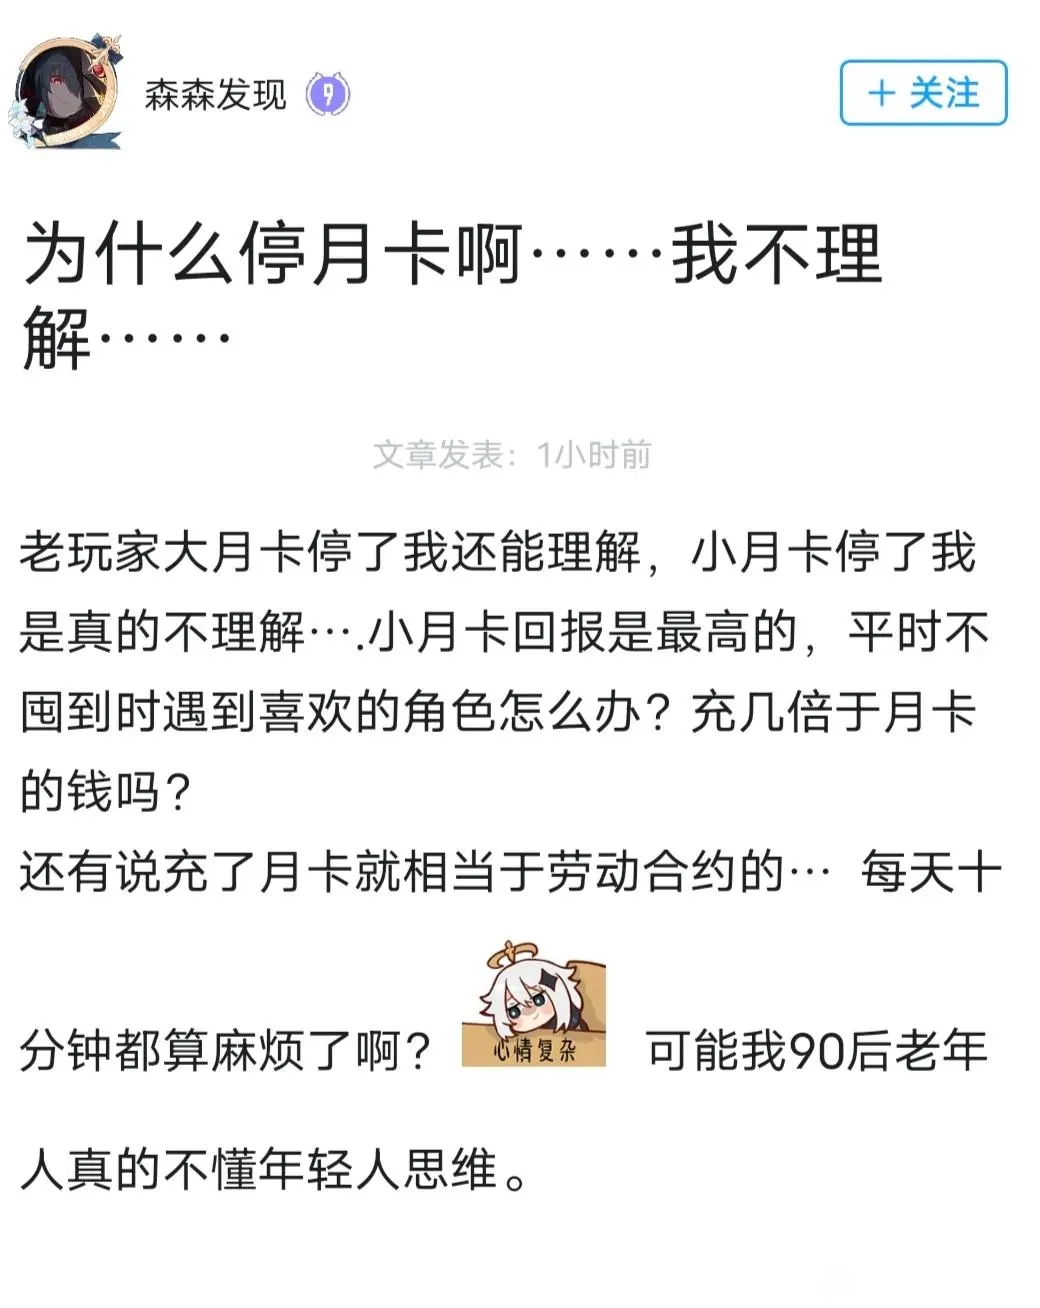 森森发现
9
+ 关注
为什么停月卡啊……我不理
解……
文章发表：1小时前
老玩家大月卡停了我还能理解，小月卡停了我
是真的不理解….小月卡回报是最高的，平时不
囤到时遇到喜欢的角色怎么办？充几倍于月卡
的钱吗？
还有说充了月卡就相当于劳动合约的… 每天十
分钟都算麻烦了啊？ 心情复杂 可能我90后老年
人真的不懂年轻人思维。